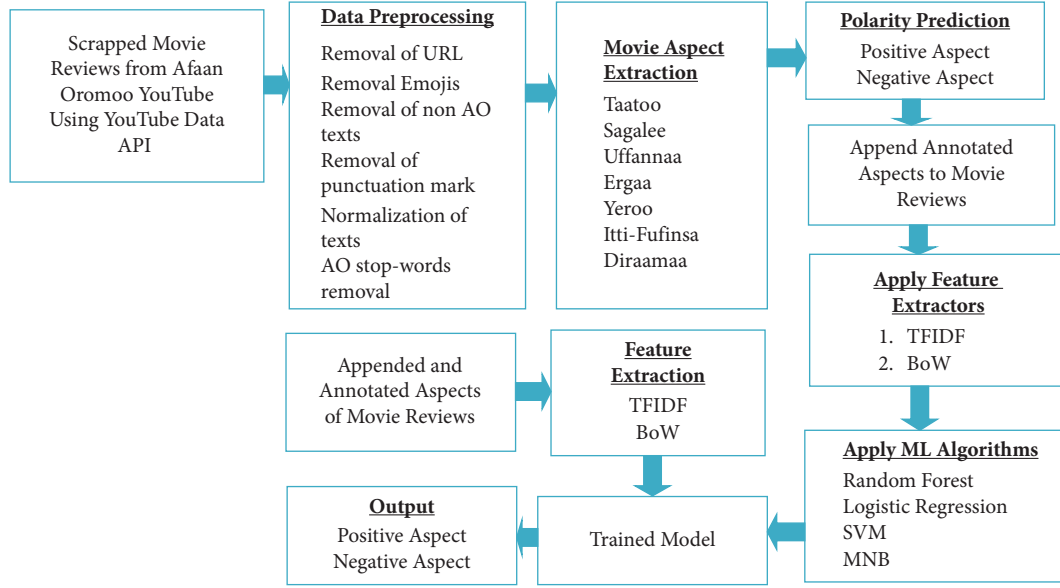 Scrapped Movie
Reviews from Afaan
Oromoo YouTube
Using YouTube Data
API
Data Preprocessing
Removal of URL
Removal Emojis
Removal of non AO
texts
Removal of
punctuation mark
Normalization of
texts
AO stop-words
removal
Movie Aspect
Extraction
Taatoo
Sagalee
Uffannaa
Ergaa
Yeroo
Itti-Fufinsa
Diraamaa
Polarity Prediction
Positive Aspect
Negative Aspect
Append Annotated
Aspects to Movie
Reviews
Apply Feature
Extractors
1. TFIDF
2. BoW
Apply ML Algorithms
Random Forest
Logistic Regression
SVM
MNB
Appended and
Annotated Aspects
of Movie Reviews
Feature
Extraction
TFIDF
BoW
Trained Model
Output
Positive Aspect
Negative Aspect